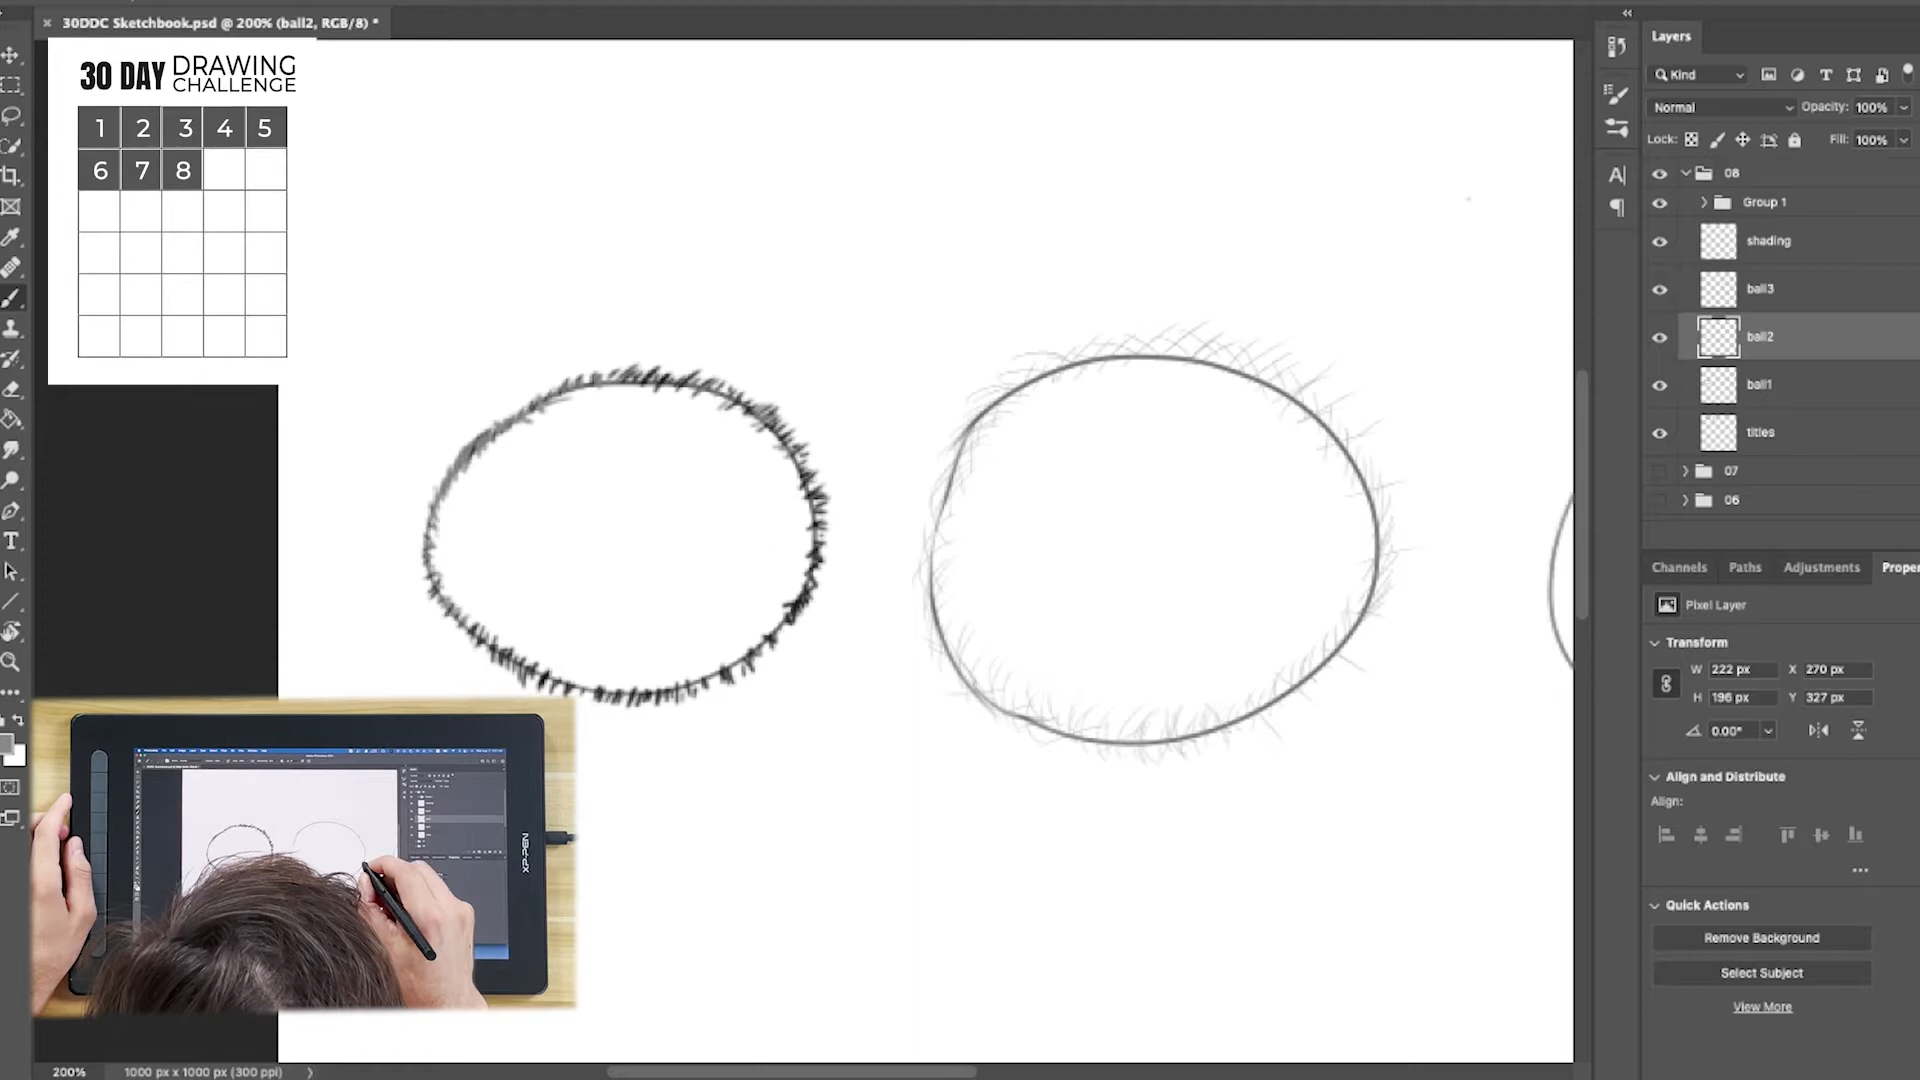 30DDC Sketchbook.psd @ 200% (ball2, RGB/8) *
30 DAY DRAWING CHALLENGE
1 2 3 4 5
6 7 8
Layers
Kind
Normal
Opacity: 100%
Lock:
Fill: 100%
08
Group 1
shading
ball3
ball2
ball1
titles
07
06
Channels Paths Adjustments Proper
Pixel Layer
Transform
W 222 px X 270 px
H 196 px Y 327 px
0.00°
Align and Distribute
Align:
Quick Actions
Remove Background
Select Subject
View More
XPPEN
200% 1000 px x 1000 px (300 ppi)